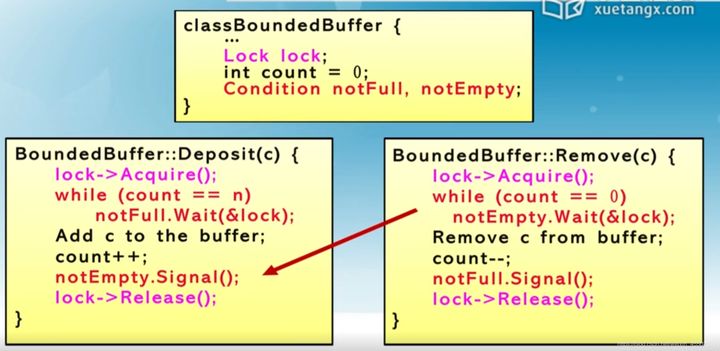 xuetangx.com
classBoundedBuffer {
...
Lock lock;
int count = 0;
Condition notFull, notEmpty;
}
BoundedBuffer::Deposit(c) {
lock->Acquire();
while (count == n)
notFull.Wait(&lock);
Add c to the buffer;
count++;
notEmpty.Signal();
lock->Release();
}
BoundedBuffer::Remove(c) {
lock->Acquire();
while (count == 0)
notEmpty.Wait(&lock);
Remove c from buffer;
count--;
notFull.Signal();
lock->Release();
}